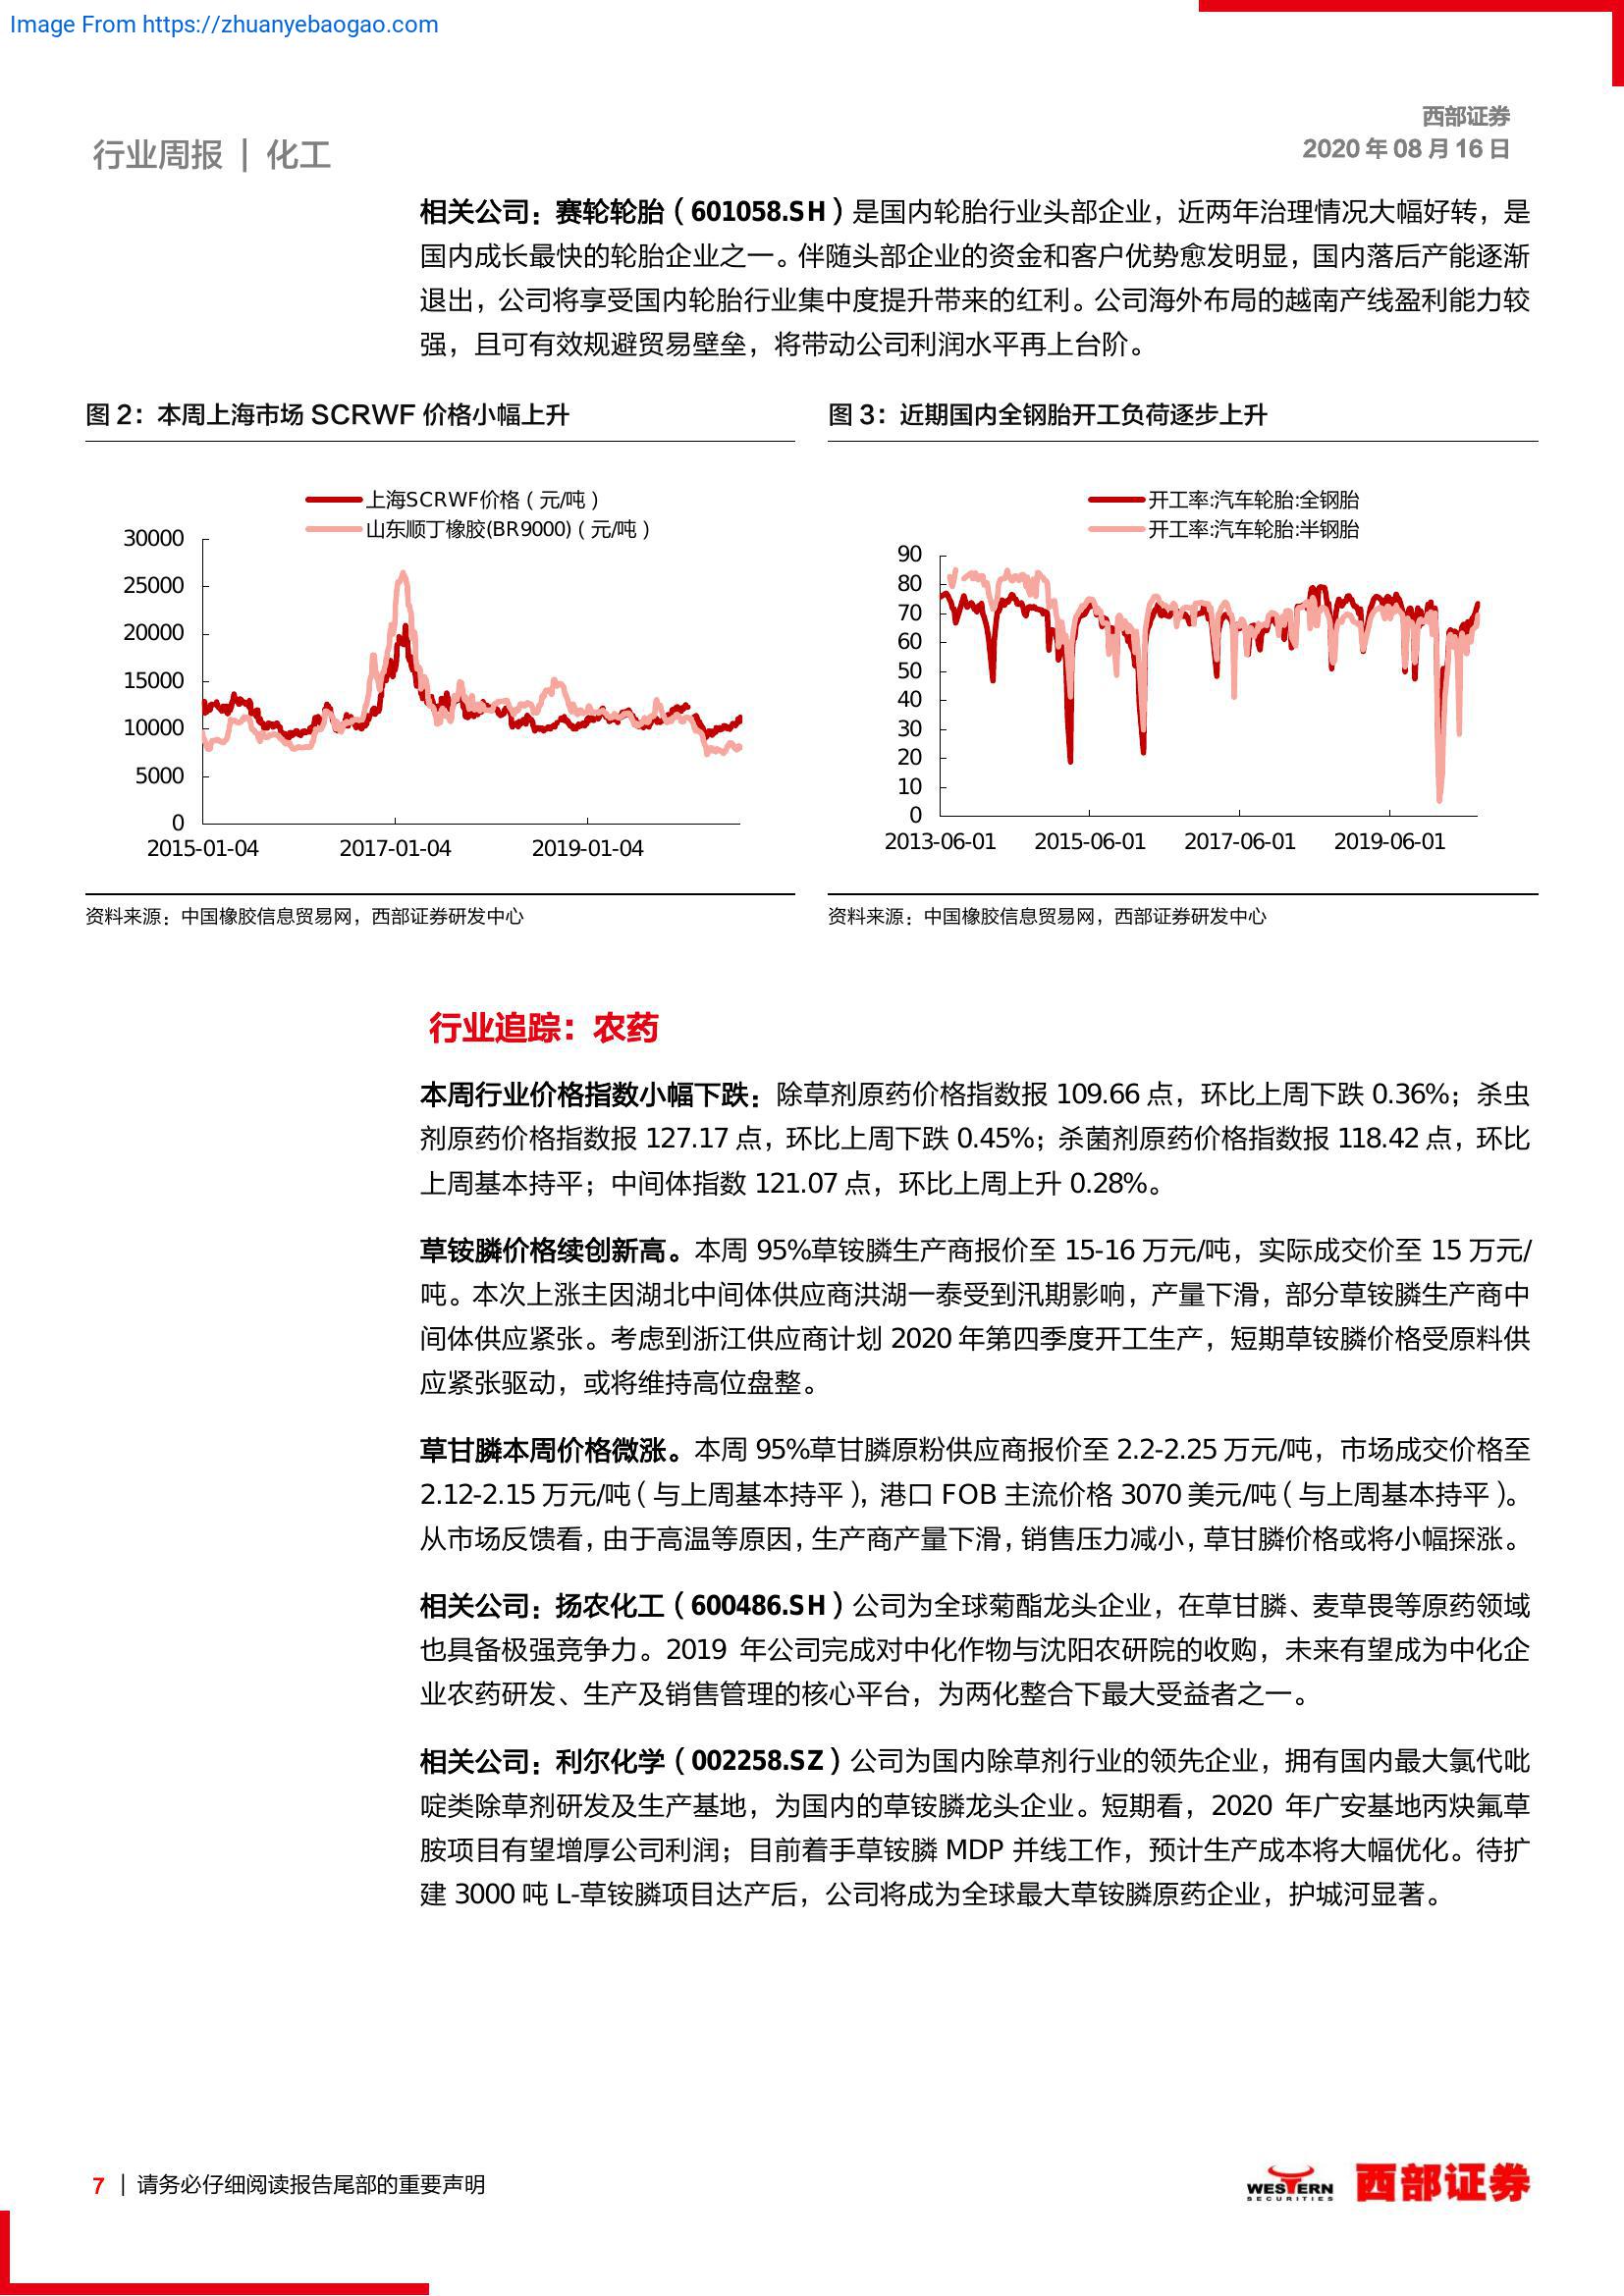 Image From https://zhuanyebaogao.com
西部证券
行业周报 | 化工
2020 年 08 月 16 日
相关公司：赛轮轮胎（601058.SH）是国内轮胎行业头部企业，近两年治理情况大幅好转，是
国内成长最快的轮胎企业之一。伴随头部企业的资金和客户优势愈发明显，国内落后产能逐渐
退出，公司将享受国内轮胎行业集中度提升带来的红利。公司海外布局的越南产线盈利能力较
强，且可有效规避贸易壁垒，将带动公司利润水平再上台阶。
图 2：本周上海市场 SCRWF 价格小幅上升
上海SCRWF价格（元/吨）
山东顺丁橡胶(BR9000)（元/吨）
30000
25000
20000
15000
10000
5000
0
2015-01-04 2017-01-04 2019-01-04
资料来源：中国橡胶信息贸易网，西部证券研发中心
图 3：近期国内全钢胎开工负荷逐步上升
开工率:汽车轮胎:全钢胎
开工率:汽车轮胎:半钢胎
90
80
70
60
50
40
30
20
10
0
2013-06-01 2015-06-01 2017-06-01 2019-06-01
资料来源：中国橡胶信息贸易网，西部证券研发中心
行业追踪：农药
本周行业价格指数小幅下跌：除草剂原药价格指数报 109.66 点，环比上周下跌 0.36%；杀虫
剂原药价格指数报 127.17 点，环比上周下跌 0.45%；杀菌剂原药价格指数报 118.42 点，环比
上周基本持平；中间体指数 121.07 点，环比上周上升 0.28%。
草铵膦价格续创新高。本周 95%草铵膦生产商报价至 15-16 万元/吨，实际成交价至 15 万元/
吨。本次上涨主因湖北中间体供应商洪湖一泰受到汛期影响，产量下滑，部分草铵膦生产商中
间体供应紧张。考虑到浙江供应商计划 2020 年第四季度开工生产，短期草铵膦价格受原料供
应紧张驱动，或将维持高位盘整。
草甘膦本周价格微涨。本周 95%草甘膦原粉供应商报价至 2.2-2.25 万元/吨，市场成交价格至
2.12-2.15 万元/吨（与上周基本持平），港口 FOB 主流价格 3070 美元/吨（与上周基本持平）。
从市场反馈看，由于高温等原因，生产商产量下滑，销售压力减小，草甘膦价格或将小幅探涨。
相关公司：扬农化工（600486.SH）公司为全球菊酯龙头企业，在草甘膦、麦草畏等原药领域
也具备极强竞争力。2019 年公司完成对中化作物与沈阳农研院的收购，未来有望成为中化企
业农药研发、生产及销售管理的核心平台，为两化整合下最大受益者之一。
相关公司：利尔化学（002258.SZ）公司为国内除草剂行业的领先企业，拥有国内最大氯代吡
啶类除草剂研发及生产基地，为国内的草铵膦龙头企业。短期看，2020 年广安基地丙炔氟草
胺项目有望增厚公司利润；目前着手草铵膦 MDP 并线工作，预计生产成本将大幅优化。待扩
建 3000 吨 L-草铵膦项目达产后，公司将成为全球最大草铵膦原药企业，护城河显著。
7 | 请务必仔细阅读报告尾部的重要声明
WESTERN
SECURITIES
西部证券